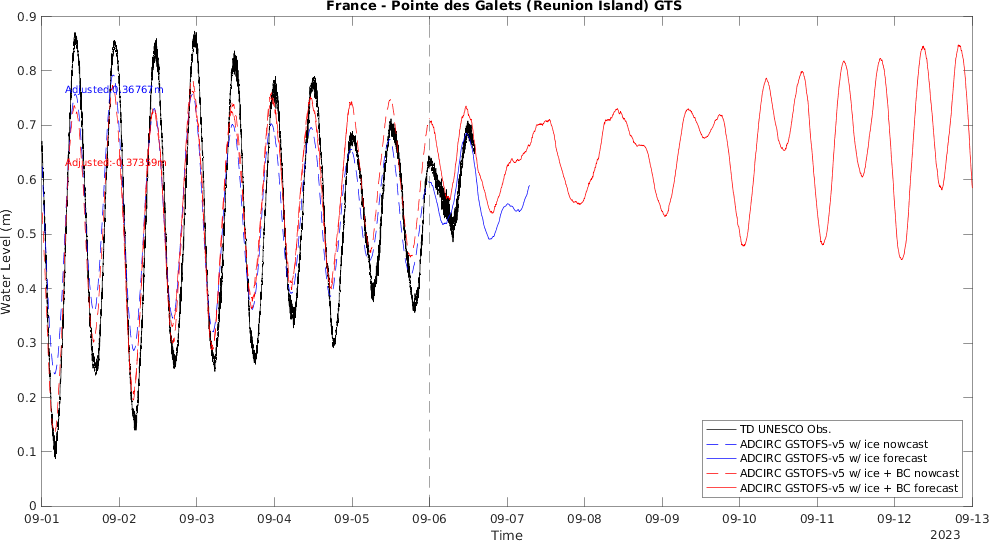 France - Pointe des Galets (Reunion Island) GTS
0.9
0.8
0.7
0.6
0.5
0.4
0.3
0.2
0.1
0
Water Level (m)
Adjusted:0.36767m
Adjusted:-0.37359m
TD UNESCO Obs.
ADCIRC GSTOFS-v5 w/ ice nowcast
ADCIRC GSTOFS-v5 w/ ice forecast
ADCIRC GSTOFS-v5 w/ ice + BC nowcast
ADCIRC GSTOFS-v5 w/ ice + BC forecast
09-01 09-02 09-03 09-04 09-05 09-06 09-07 09-08 09-09 09-10 09-11 09-12 09-13
Time
2023